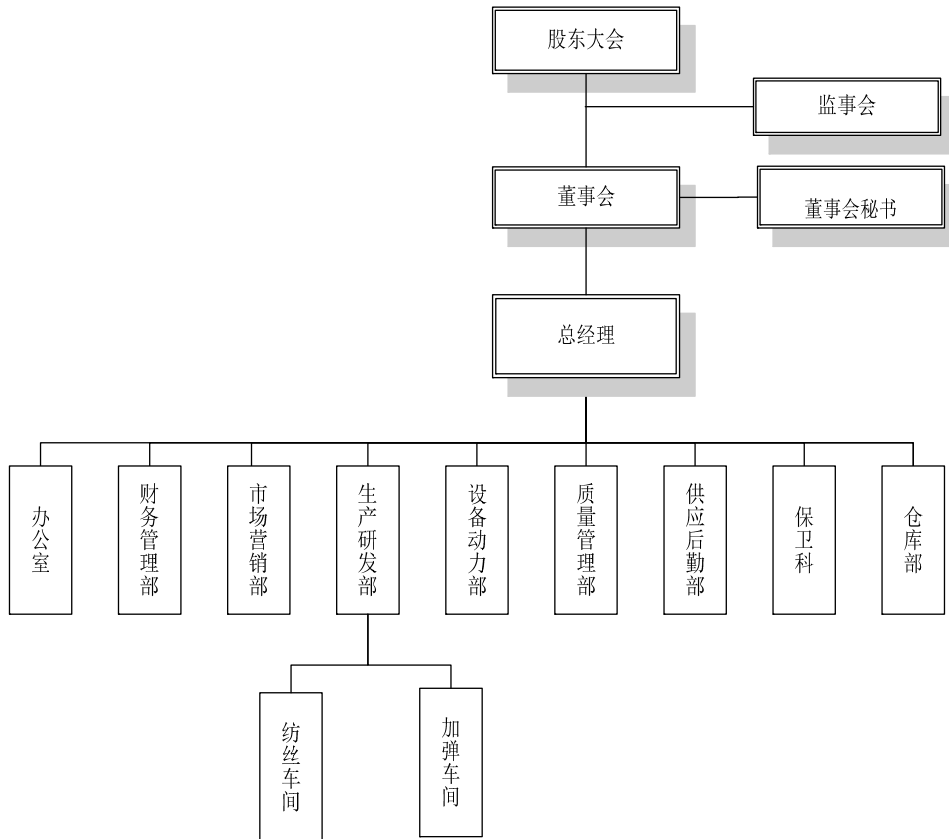 股东大会
监事会
董事会
董事会秘书
总经理
办公室
财务管理部
市场营销部
生产研发部
设备动力部
质量管理部
供应后勤部
保卫科
仓库部
纺丝车间
加弹车间